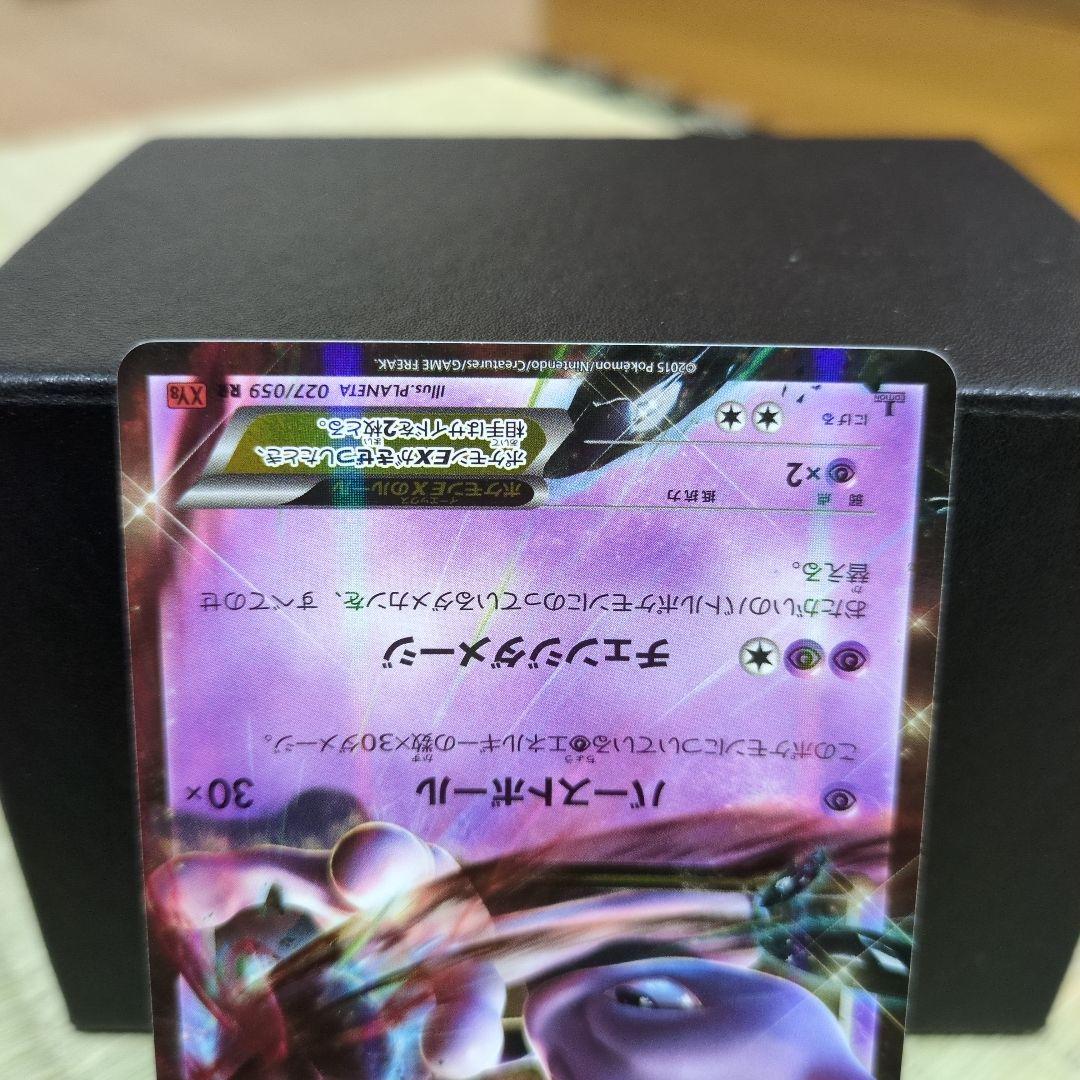 バーストボール 30×
このポケモンについている エネルギーの数×30ダメージ。
チェンジダメージ
おたがいのバトルポケモンにのっているダメカンを、すべてのせ
替える。
弱点 抵抗力
×2
にげる
ポケモンEXのルール
ポケモンEXがきぜつしたとき、
相手はサイドを2枚とる。
1 EDITION
Illus. PLANETA 027/059 RR XY8
©2015 Pokémon/Nintendo/Creatures/GAME FREAK.